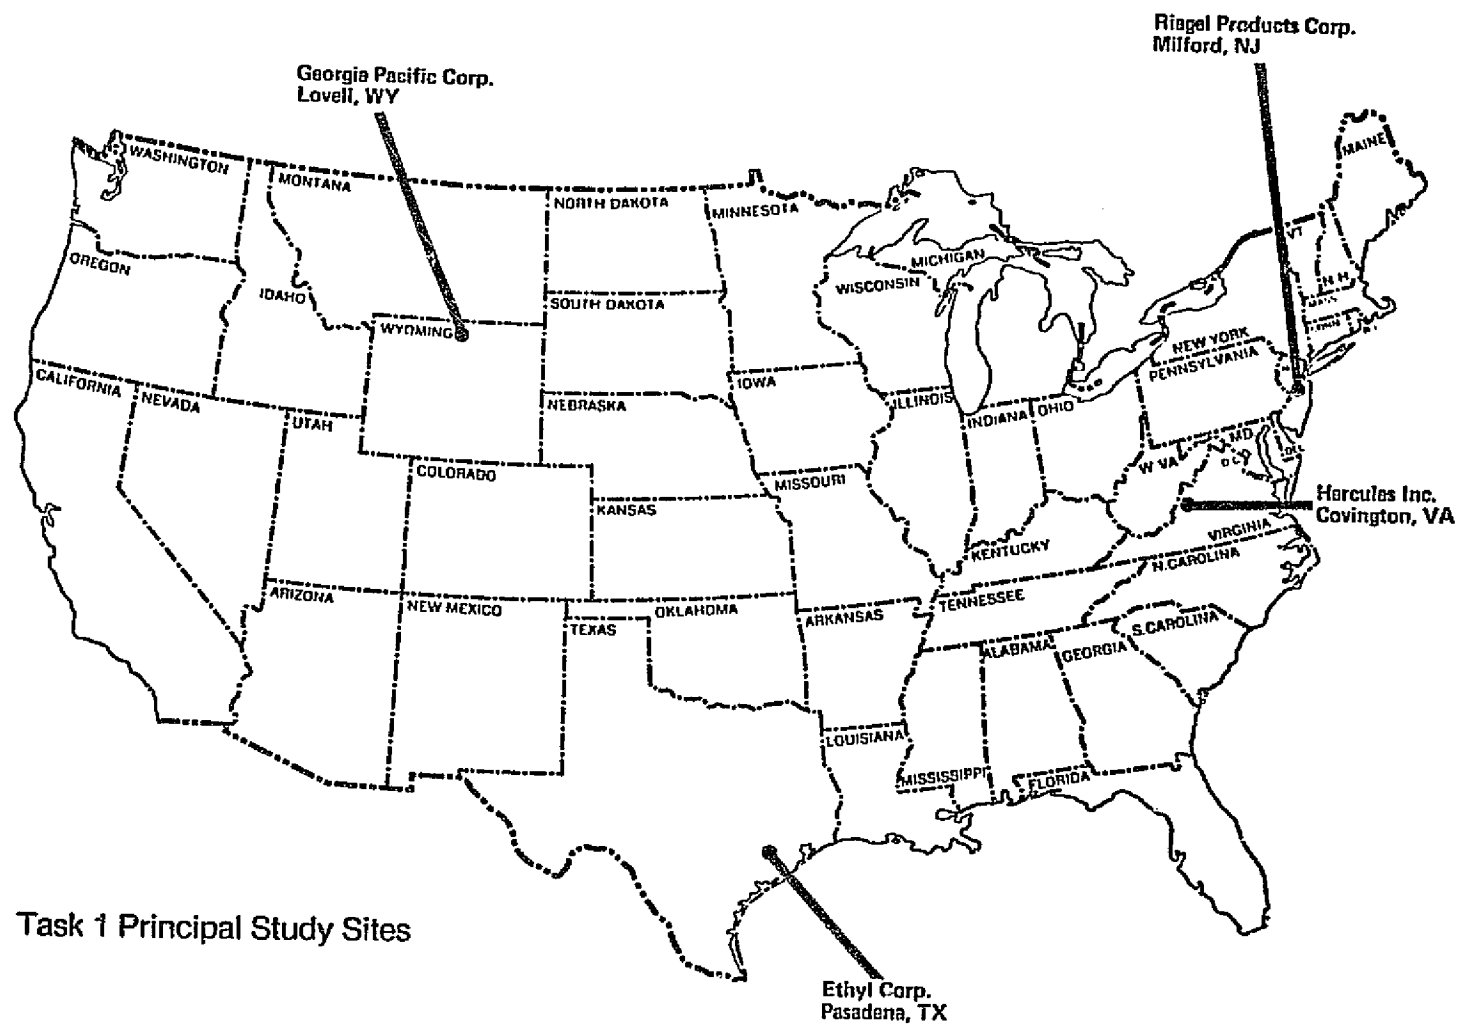 Riegel Products Corp.
Milford, NJ
Georgia Pacific Corp.
Lovell, WY
WASHINGTON
MONTANA
NORTH DAKOTA
MINNESOTA
MAINE
VT
N.H.
MASS
OREGON
IDAHO
WYOMING
SOUTH DAKOTA
WISCONSIN
MICHIGAN
NEW YORK
PENNSYLVANIA
CALIFORNIA
NEVADA
UTAH
NEBRASKA
IOWA
ILLINOIS
INDIANA
OHIO
W VA
MD
DEL
COLORADO
KANSAS
MISSOURI
KENTUCKY
VIRGINIA
Hercules Inc.
Covington, VA
ARIZONA
NEW MEXICO
TEXAS
OKLAHOMA
ARKANSAS
TENNESSEE
N.CAROLINA
S.CAROLINA
ALABAMA
GEORGIA
LOUISIANA
MISSISSIPPI
FLORIDA
Task 1 Principal Study Sites
Ethyl Corp.
Pasadena, TX